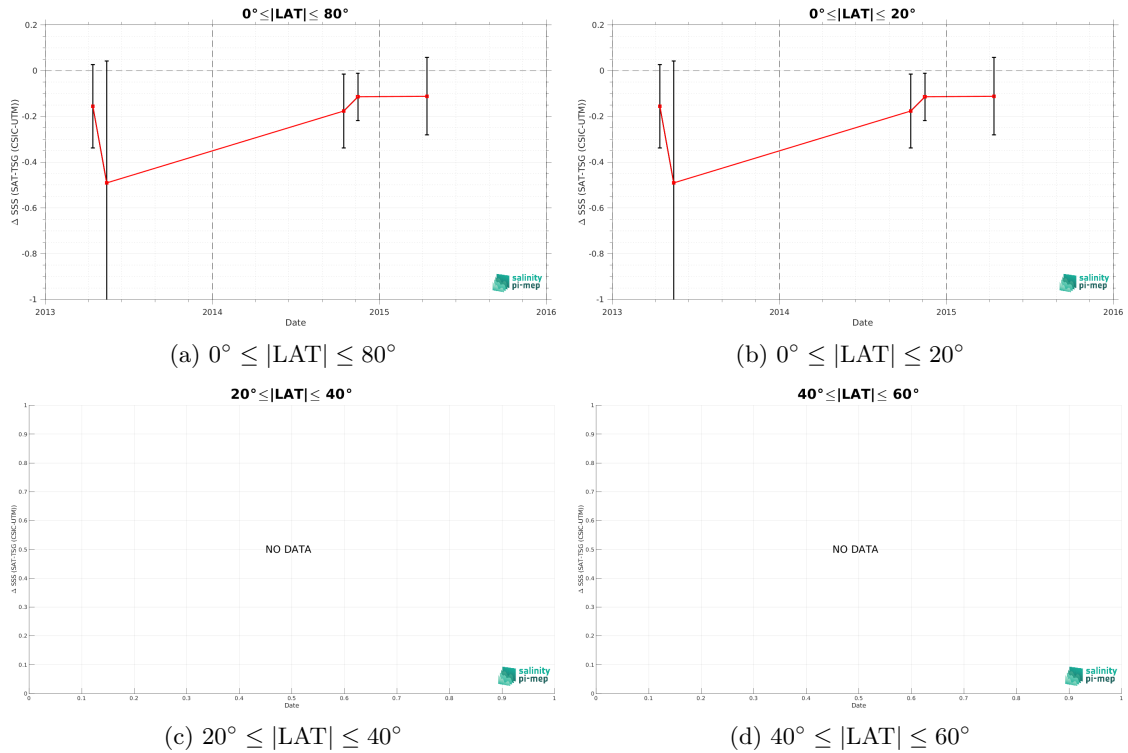 0°≤|LAT|≤ 80°
0.2
0
-0.2
-0.4
-0.6
-0.8
-1
Δ SSS (SAT-TSG (CSIC-UTM))
2013
2014
2015
2016
Date
salinity
pi-mep
(a) 0° ≤ |LAT| ≤ 80°
0°≤|LAT|≤ 20°
0.2
0
-0.2
-0.4
-0.6
-0.8
-1
Δ SSS (SAT-TSG (CSIC-UTM))
2013
2014
2015
2016
Date
salinity
pi-mep
(b) 0° ≤ |LAT| ≤ 20°
20°≤|LAT|≤ 40°
1
0.9
0.8
0.7
0.6
0.5
0.4
0.3
0.2
0.1
0
Δ SSS (SAT-TSG (CSIC-UTM))
NO DATA
0
0.1
0.2
0.3
0.4
0.5
0.6
0.7
0.8
0.9
1
Date
salinity
pi-mep
(c) 20° ≤ |LAT| ≤ 40°
40°≤|LAT|≤ 60°
1
0.9
0.8
0.7
0.6
0.5
0.4
0.3
0.2
0.1
0
Δ SSS (SAT-TSG (CSIC-UTM))
NO DATA
0
0.1
0.2
0.3
0.4
0.5
0.6
0.7
0.8
0.9
1
Date
salinity
pi-mep
(d) 40° ≤ |LAT| ≤ 60°